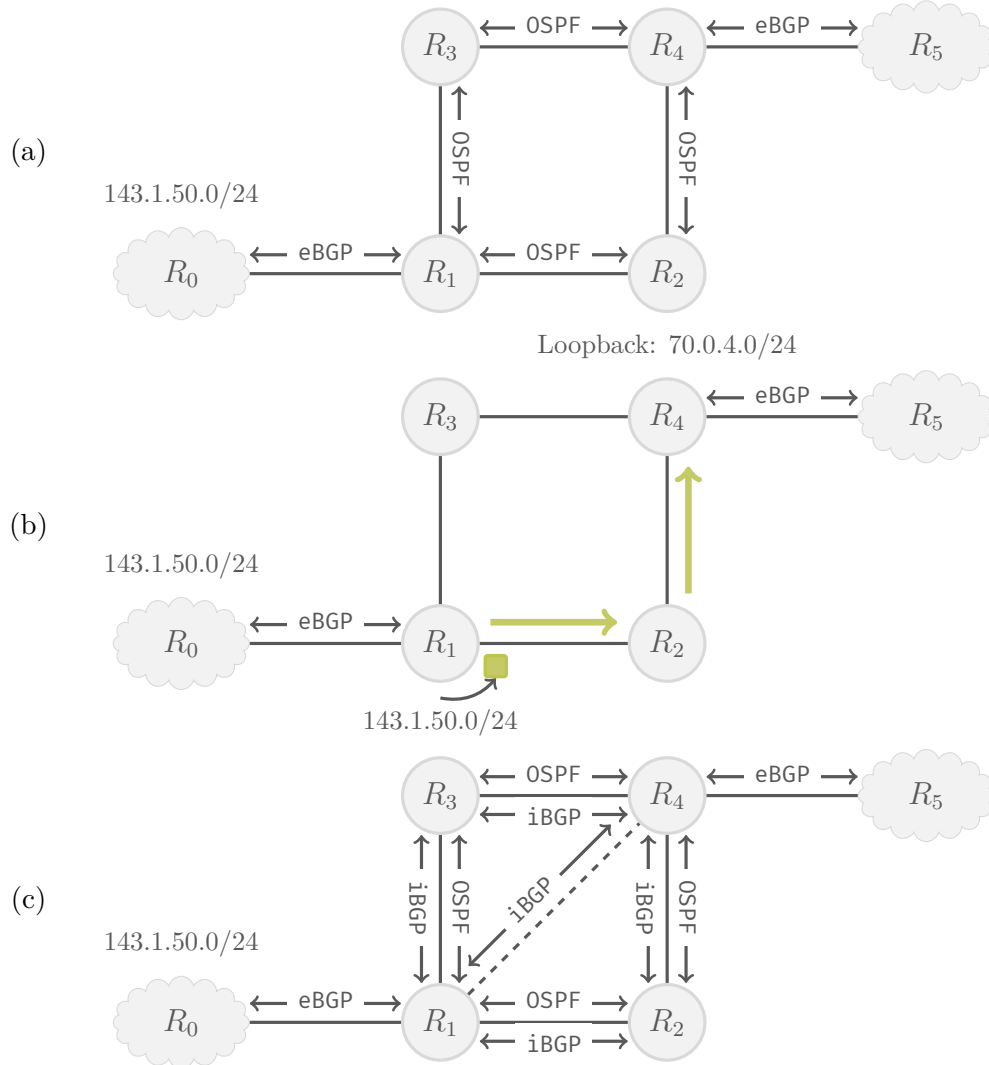 (a)
R₃
OSPF
R₄
eBGP
R₅
OSPF
OSPF
143.1.50.0/24
R₀
eBGP
R₁
OSPF
R₂
(b)
Loopback: 70.0.4.0/24
R₃
R₄
eBGP
R₅
143.1.50.0/24
R₀
eBGP
R₁
R₂
143.1.50.0/24
(c)
R₃
OSPF
iBGP
R₄
eBGP
R₅
iBGP
OSPF
iBGP
iBGP
OSPF
143.1.50.0/24
R₀
eBGP
R₁
OSPF
iBGP
R₂